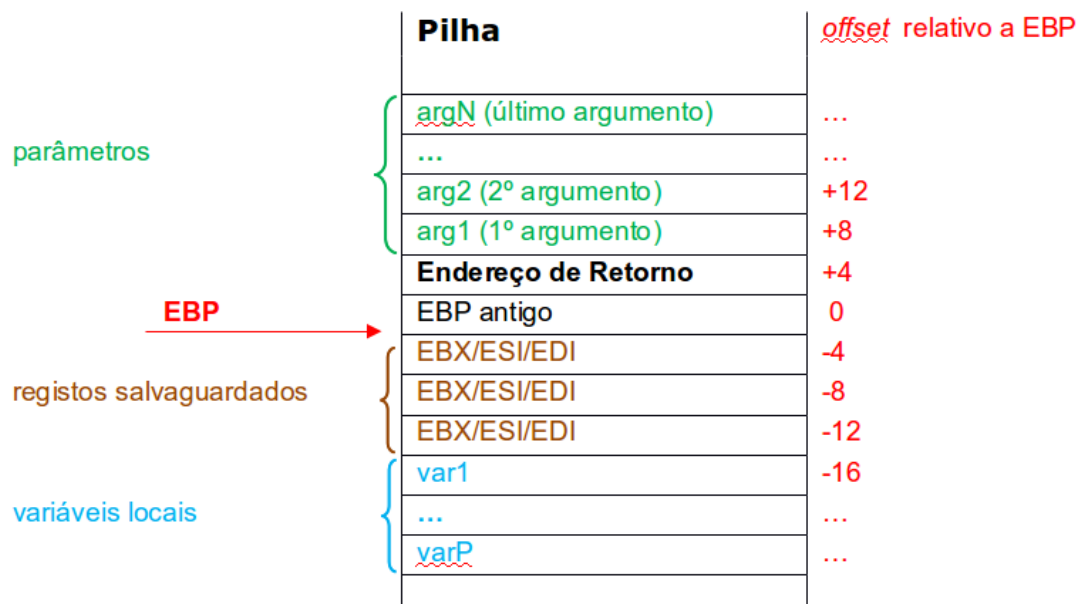 Pilha offset relativo a EBP
argN (último argumento) ...
parâmetros
... ...
arg2 (2º argumento) +12
arg1 (1º argumento) +8
Endereço de Retorno +4
EBP EBP antigo 0
EBX/ESI/EDI -4
registos salvaguardados EBX/ESI/EDI -8
EBX/ESI/EDI -12
var1 -16
variáveis locais ... ...
varP ...